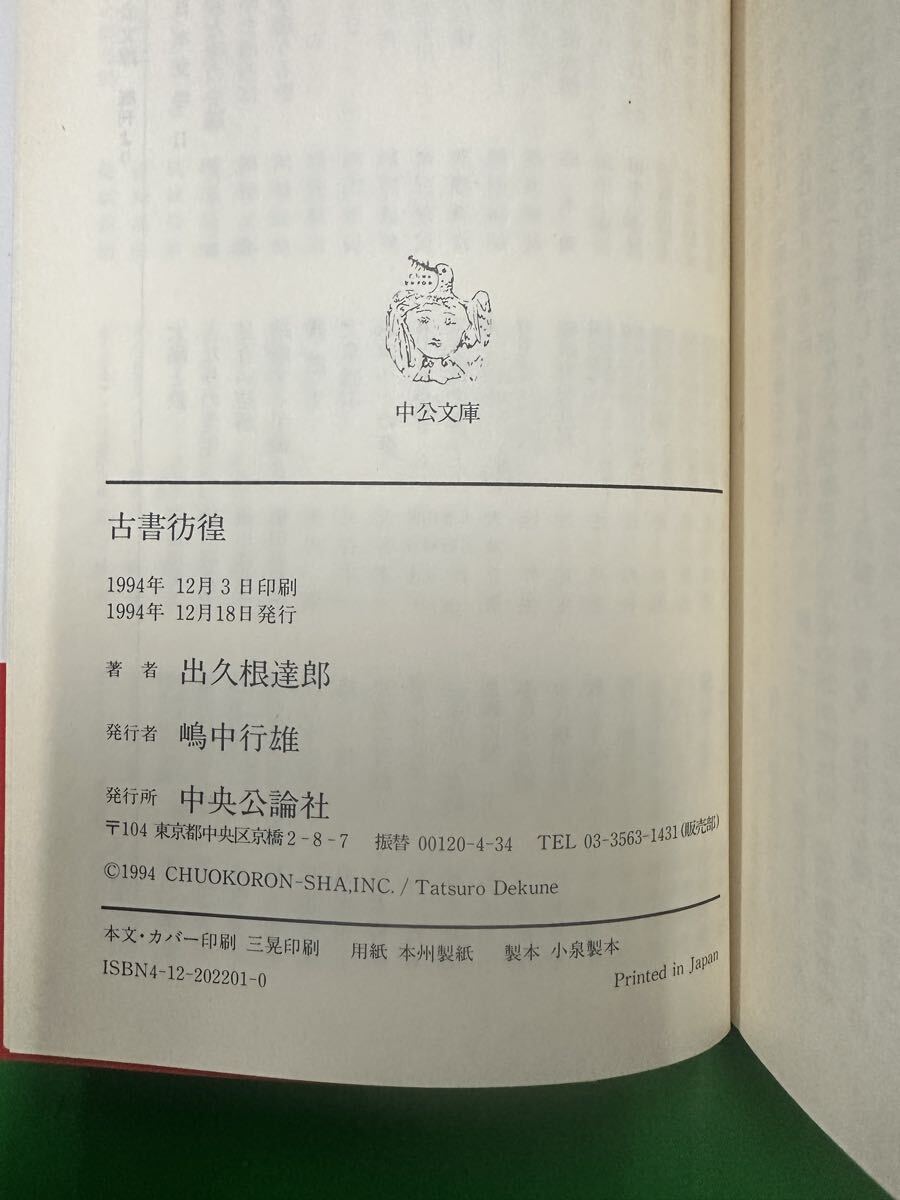 中公文庫
古書彷徨
1994年 12月3日印刷
1994年 12月18日発行
著者 出久根達郎
発行者 嶋中行雄
発行所 中央公論社
〒104 東京都中央区京橋2-8-7 振替 00120-4-34 TEL 03-3563-1431(販売部)
©1994 CHUOKORON-SHA,INC. / Tatsuro Dekune
本文・カバー印刷 三晃印刷 用紙 本州製紙 製本 小泉製本
ISBN4-12-202201-0
Printed in Japan